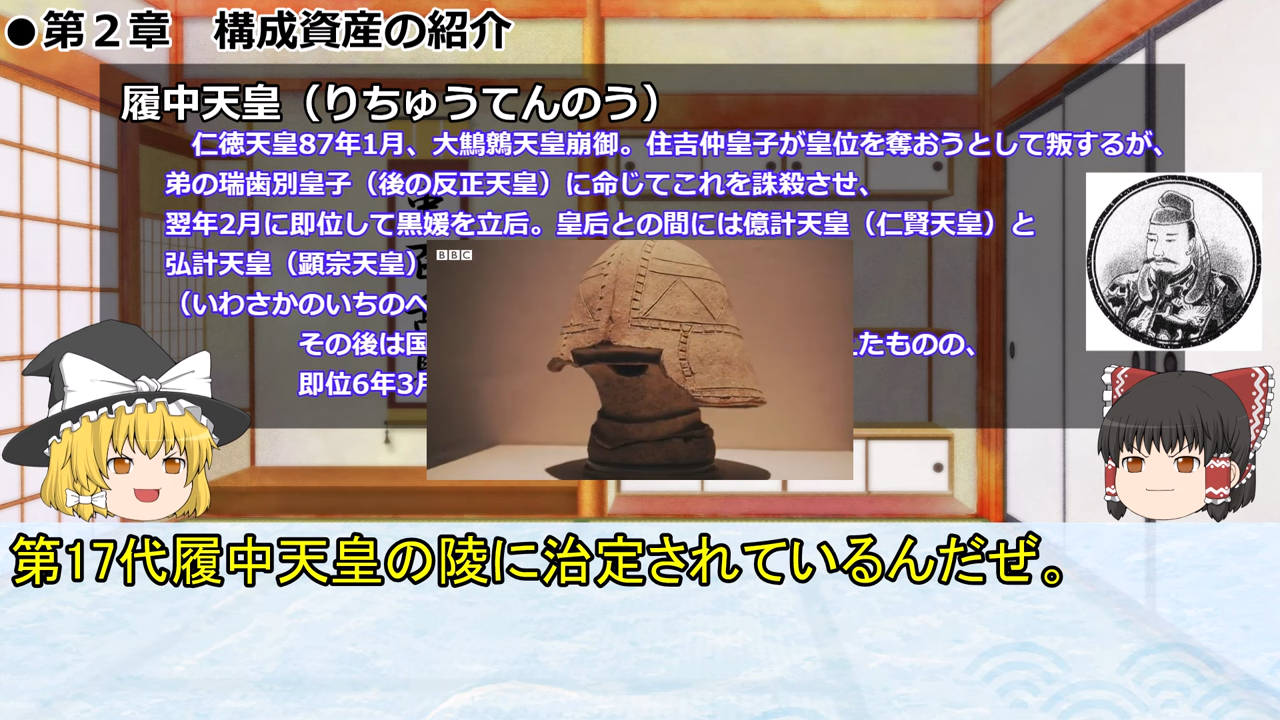 ●第２章　構成資産の紹介
履中天皇（りちゅうてんのう）
仁徳天皇87年1月、大鷦鷯天皇崩御。住吉仲皇子が皇位を奪おうとして叛するが、
弟の瑞歯別皇子（後の反正天皇）に命じてこれを誅殺させ、
翌年2月に即位して黒媛を立后。皇后との間には億計天皇（仁賢天皇）と
弘計天皇（顕宗天皇）
（いわさかのいちのへ
その後は国
たものの、
即位6年3月
BBC
第17代履中天皇の陵に治定されているんだぜ。